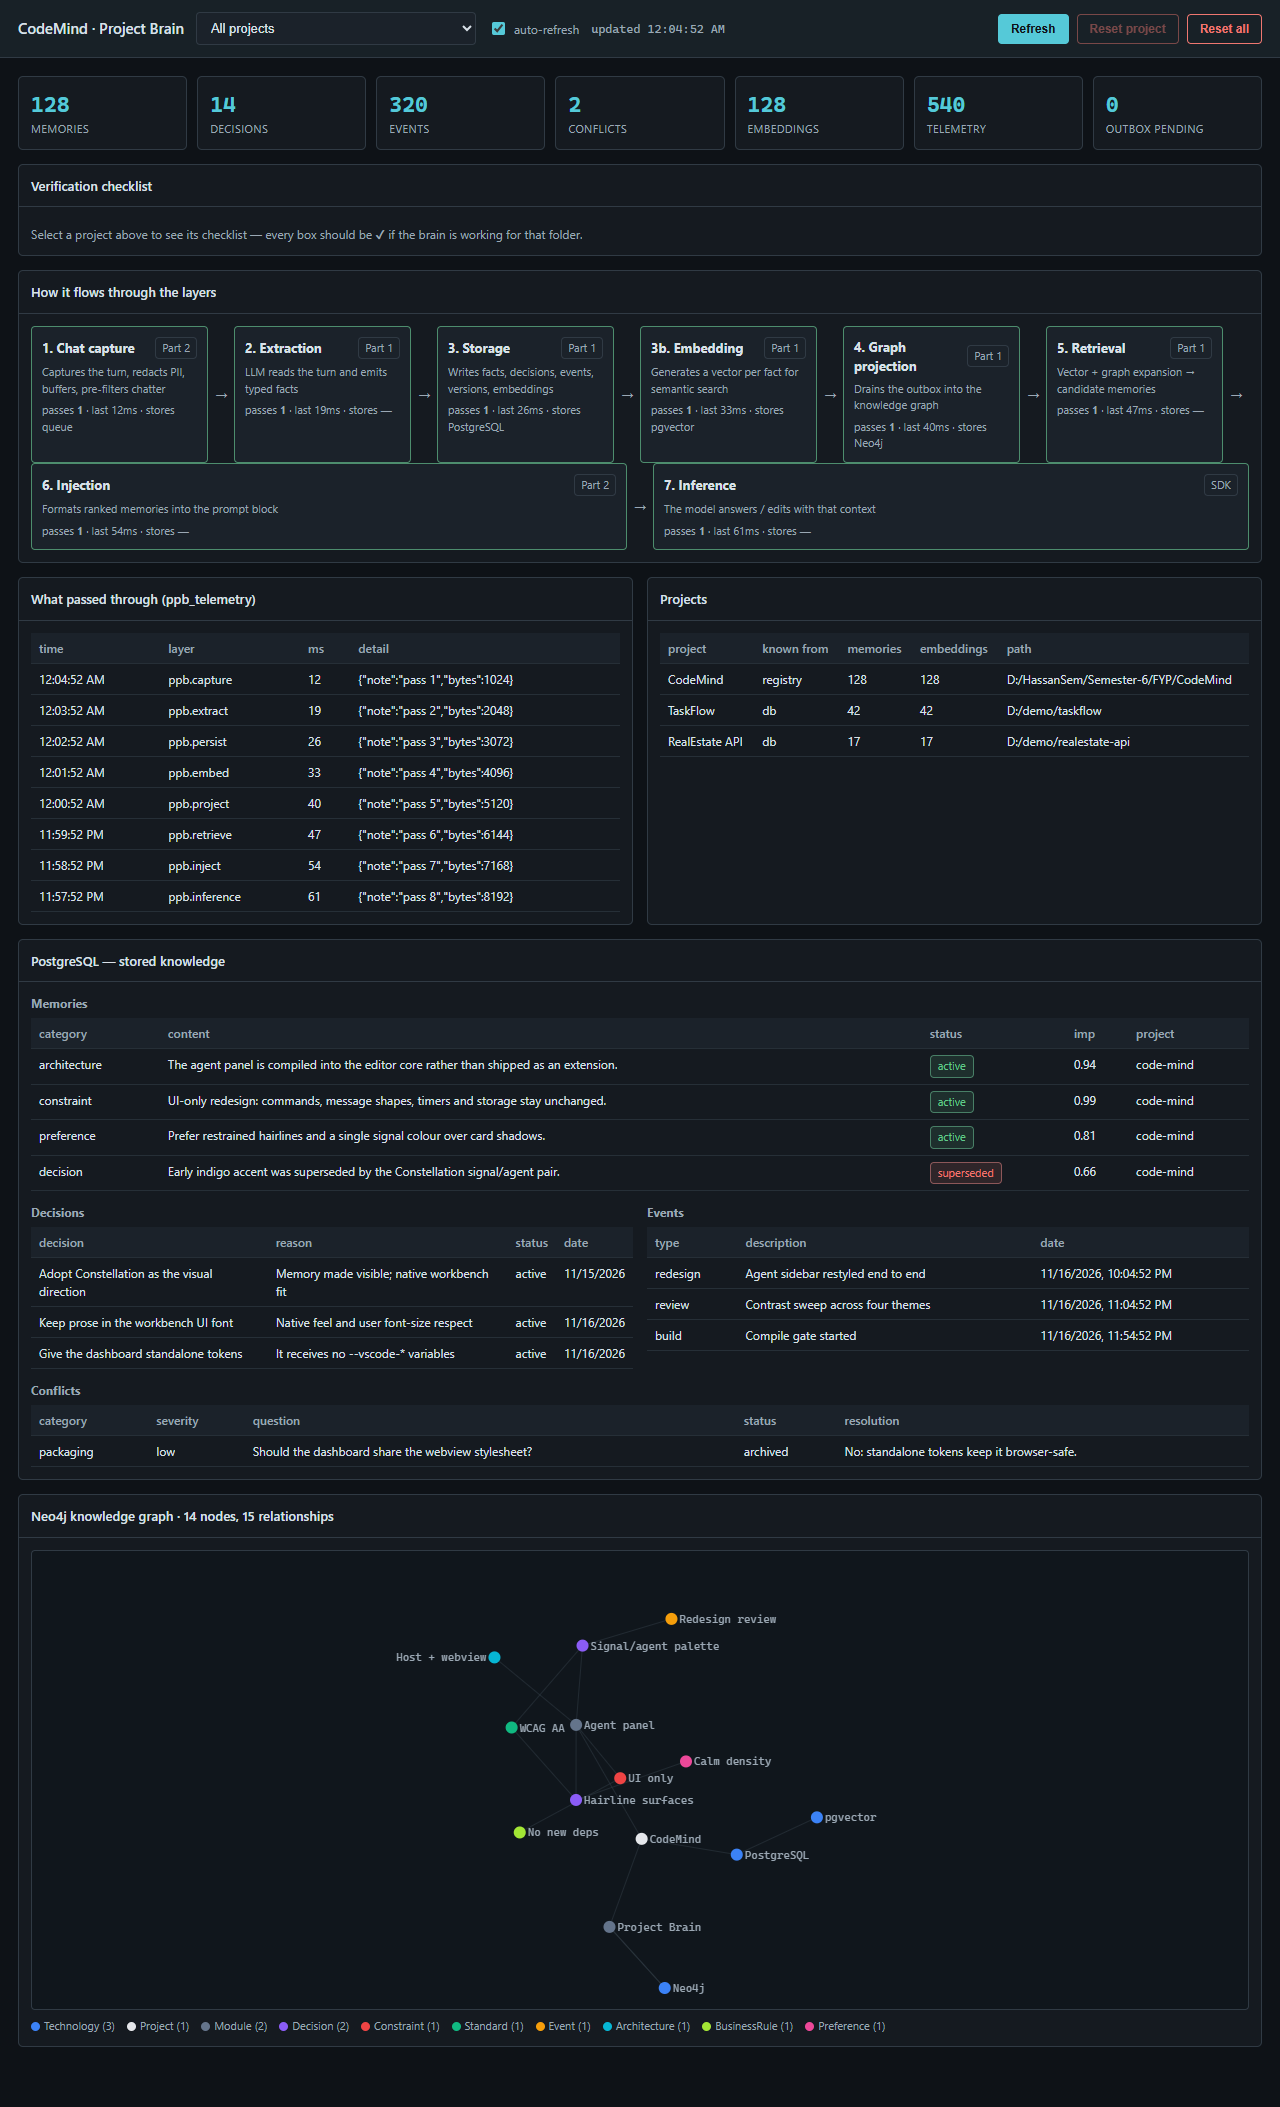 CodeMind · Project Brain
All projects
auto-refresh
updated 12:04:52 AM
Refresh
Reset project
Reset all
128
MEMORIES
14
DECISIONS
320
EVENTS
2
CONFLICTS
128
EMBEDDINGS
540
TELEMETRY
0
OUTBOX PENDING
Verification checklist
Select a project above to see its checklist — every box should be ✓ if the brain is working for that folder.
How it flows through the layers
1. Chat capture
Part 2
Captures the turn, redacts PII,
buffers, pre-filters chatter
passes 1 · last 12ms · stores
queue
→
2. Extraction
Part 1
LLM reads the turn and emits
typed facts
passes 1 · last 19ms · stores —
→
3. Storage
Part 1
Writes facts, decisions, events,
versions, embeddings
passes 1 · last 26ms · stores
PostgreSQL
→
3b. Embedding
Part 1
Generates a vector per fact for
semantic search
passes 1 · last 33ms · stores
pgvector
→
4. Graph
projection
Part 1
Drains the outbox into the
knowledge graph
passes 1 · last 40ms · stores
Neo4j
→
5. Retrieval
Part 1
Vector + graph expansion →
candidate memories
passes 1 · last 47ms · stores —
→
6. Injection
Part 2
Formats ranked memories into the prompt block
passes 1 · last 54ms · stores —
→
7. Inference
SDK
The model answers / edits with that context
passes 1 · last 61ms · stores —
What passed through (ppb_telemetry)
time layer ms detail
12:04:52 AM ppb.capture 12 {"note":"pass 1","bytes":1024}
12:03:52 AM ppb.extract 19 {"note":"pass 2","bytes":2048}
12:02:52 AM ppb.persist 26 {"note":"pass 3","bytes":3072}
12:01:52 AM ppb.embed 33 {"note":"pass 4","bytes":4096}
12:00:52 AM ppb.project 40 {"note":"pass 5","bytes":5120}
11:59:52 PM ppb.retrieve 47 {"note":"pass 6","bytes":6144}
11:58:52 PM ppb.inject 54 {"note":"pass 7","bytes":7168}
11:57:52 PM ppb.inference 61 {"note":"pass 8","bytes":8192}
Projects
project known from memories embeddings path
CodeMind registry 128 128 D:/HassanSem/Semester-6/FYP/CodeMind
TaskFlow db 42 42 D:/demo/taskflow
RealEstate API db 17 17 D:/demo/realestate-api
PostgreSQL — stored knowledge
Memories
category content status imp project
architecture The agent panel is compiled into the editor core rather than shipped as an extension. active 0.94 code-mind
constraint UI-only redesign: commands, message shapes, timers and storage stay unchanged. active 0.99 code-mind
preference Prefer restrained hairlines and a single signal colour over card shadows. active 0.81 code-mind
decision Early indigo accent was superseded by the Constellation signal/agent pair. superseded 0.66 code-mind
Decisions
decision reason status date
Adopt Constellation as the visual
direction
Memory made visible; native workbench
fit
active 11/15/2026
Keep prose in the workbench UI font Native feel and user font-size respect active 11/16/2026
Give the dashboard standalone tokens It receives no --vscode-* variables active 11/16/2026
Events
type description date
redesign Agent sidebar restyled end to end 11/16/2026, 10:04:52 PM
review Contrast sweep across four themes 11/16/2026, 11:04:52 PM
build Compile gate started 11/16/2026, 11:54:52 PM
Conflicts
category severity question status resolution
packaging low Should the dashboard share the webview stylesheet? archived No: standalone tokens keep it browser-safe.
Neo4j knowledge graph · 14 nodes, 15 relationships
Redesign review
Signal/agent palette
Host + webview
Agent panel
WCAG AA
Calm density
UI only
Hairline surfaces
pgvector
No new deps
CodeMind
PostgreSQL
Project Brain
Neo4j
Technology (3) Project (1) Module (2) Decision (2) Constraint (1) Standard (1) Event (1) Architecture (1) BusinessRule (1) Preference (1)